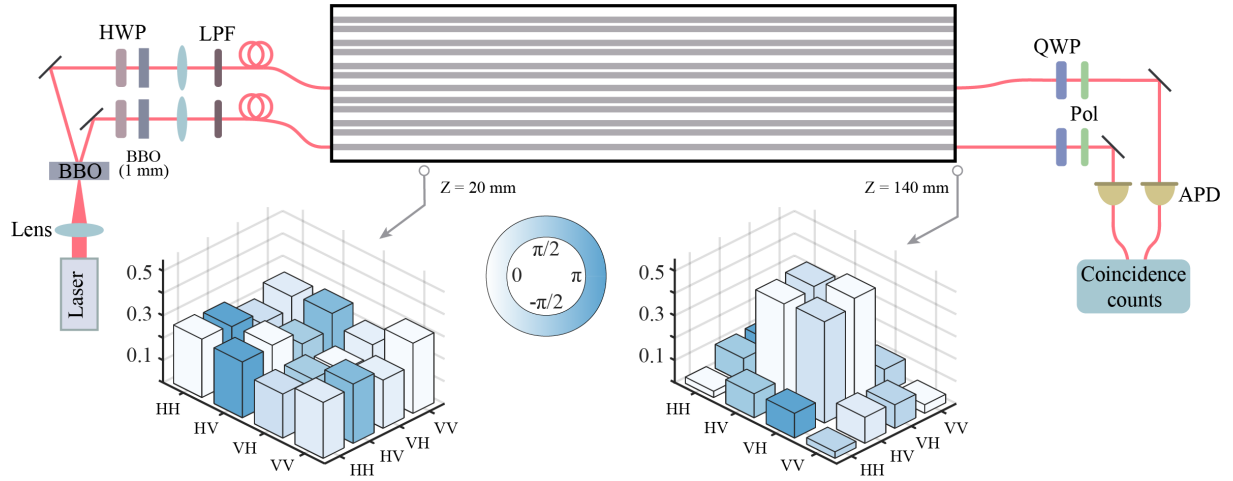 HWP
LPF
BBO
(1 mm)
BBO
Lens
Laser
Z = 20 mm
Z = 140 mm
QWP
Pol
APD
Coincidence
counts
0.5
0.3
0.1
HH
HV
VH
VV
HH
HV
VH
VV
π/2
0
π
-π/2
0.5
0.3
0.1
HH
HV
VH
VV
HH
HV
VH
VV